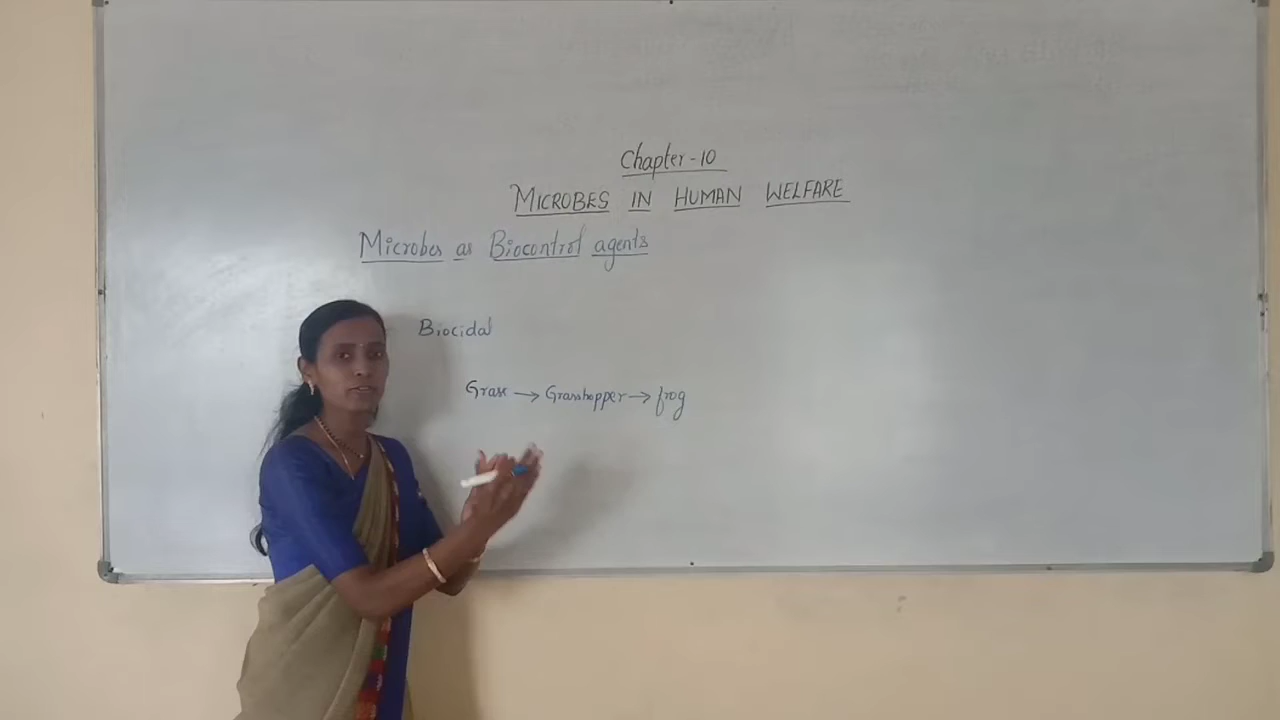 Chapter-10
MICROBES IN HUMAN WELFARE
Microbes as Biocontrol agents
Biocidal
Grass → Grasshopper → frog